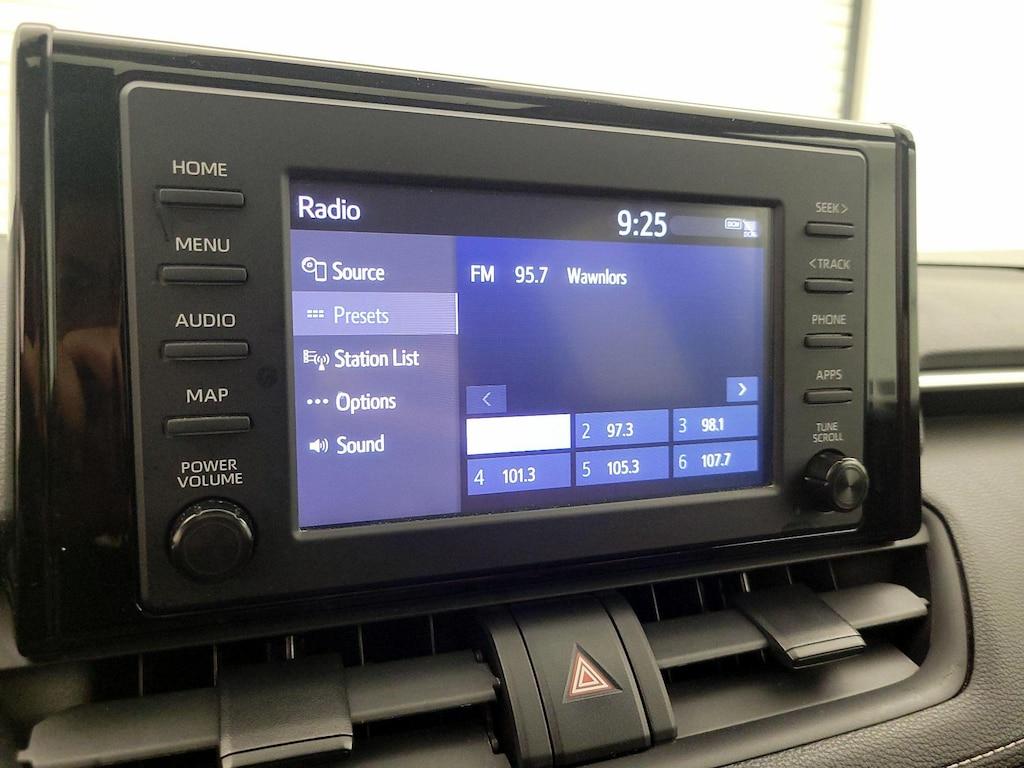 HOME
MENU
AUDIO
MAP
POWER
VOLUME
Radio
9:25
DCM
Source
Presets
Station List
Options
Sound
FM 95.7 Wawnlors
<
>
2 97.3
3 98.1
4 101.3
5 105.3
6 107.7
SEEK >
< TRACK
PHONE
APPS
TUNE
SCROLL